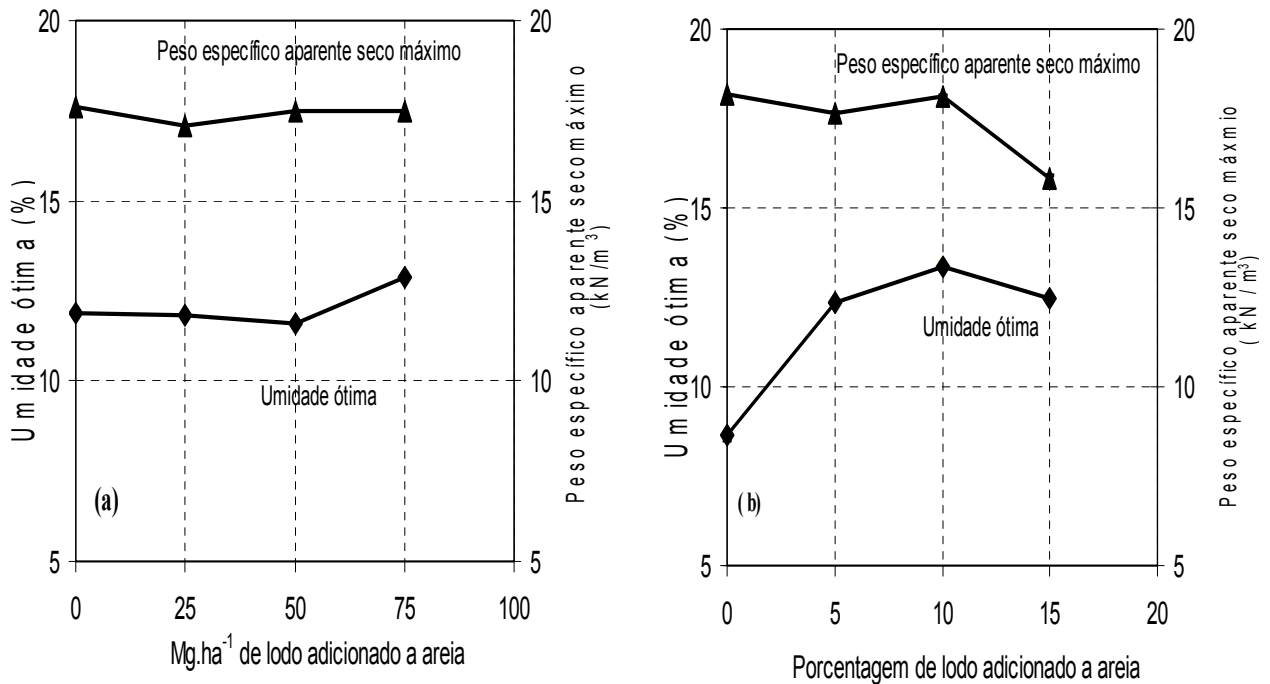 20
15
10
5
Umidade ótima (%)
Peso específico aparente seco máximo
Umidade ótima
(a)
20
15
10
5
Peso específico aparente seco máximo
(kN/m³)
0 25 50 75 100
Mg.ha⁻¹ de lodo adicionado a areia
20
15
10
5
Umidade ótima (%)
Peso específico aparente seco máximo
Umidade ótima
(b)
20
15
10
5
Peso específico aparente seco máxmio
(kN/m³)
0 5 10 15 20
Porcentagem de lodo adicionado a areia